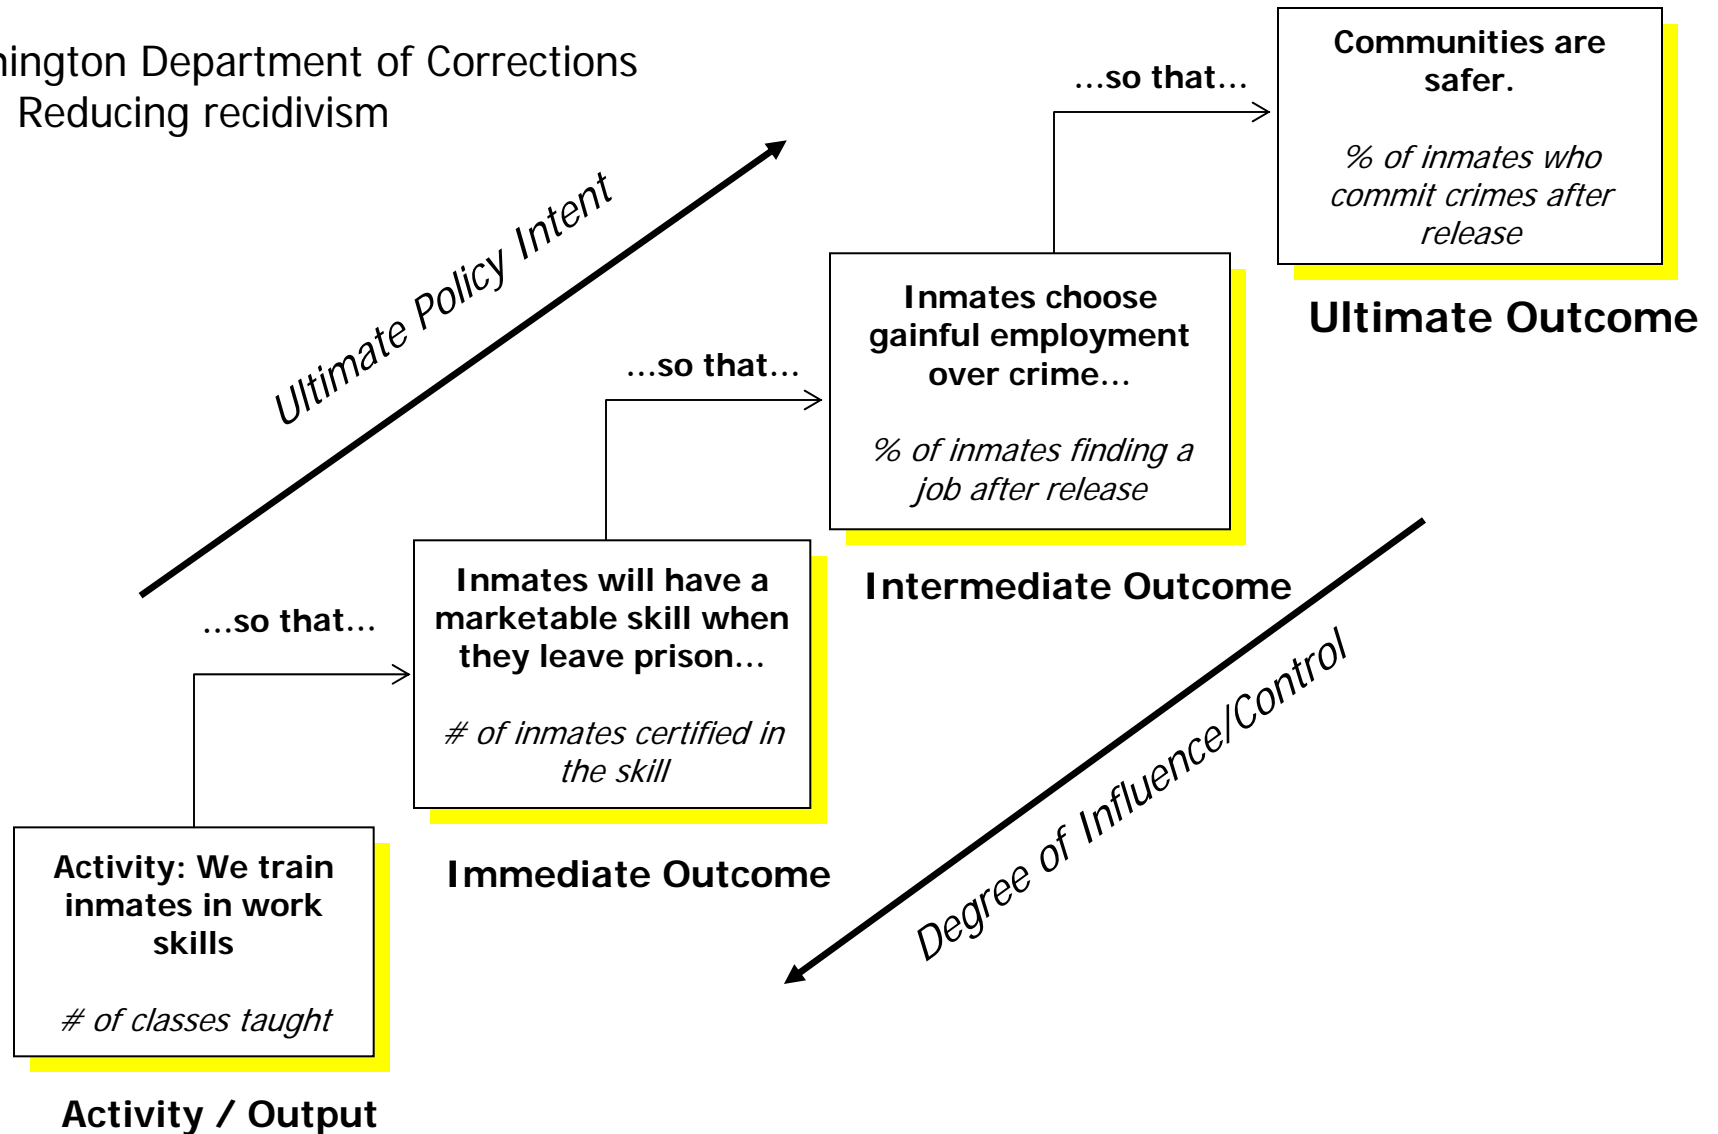 Department of Corrections
Reducing recidivism
Ultimate Policy Intent
...so that...
Communities are
safer.
% of inmates who
commit crimes after
release
Ultimate Outcome
...so that...
Inmates choose
gainful employment
over crime...
% of inmates finding a
job after release
Intermediate Outcome
...so that...
Inmates will have a
marketable skill when
they leave prison...
# of inmates certified in
the skill
Immediate Outcome
Degree of Influence/Control
Activity: We train
inmates in work
skills
# of classes taught
Activity / Output